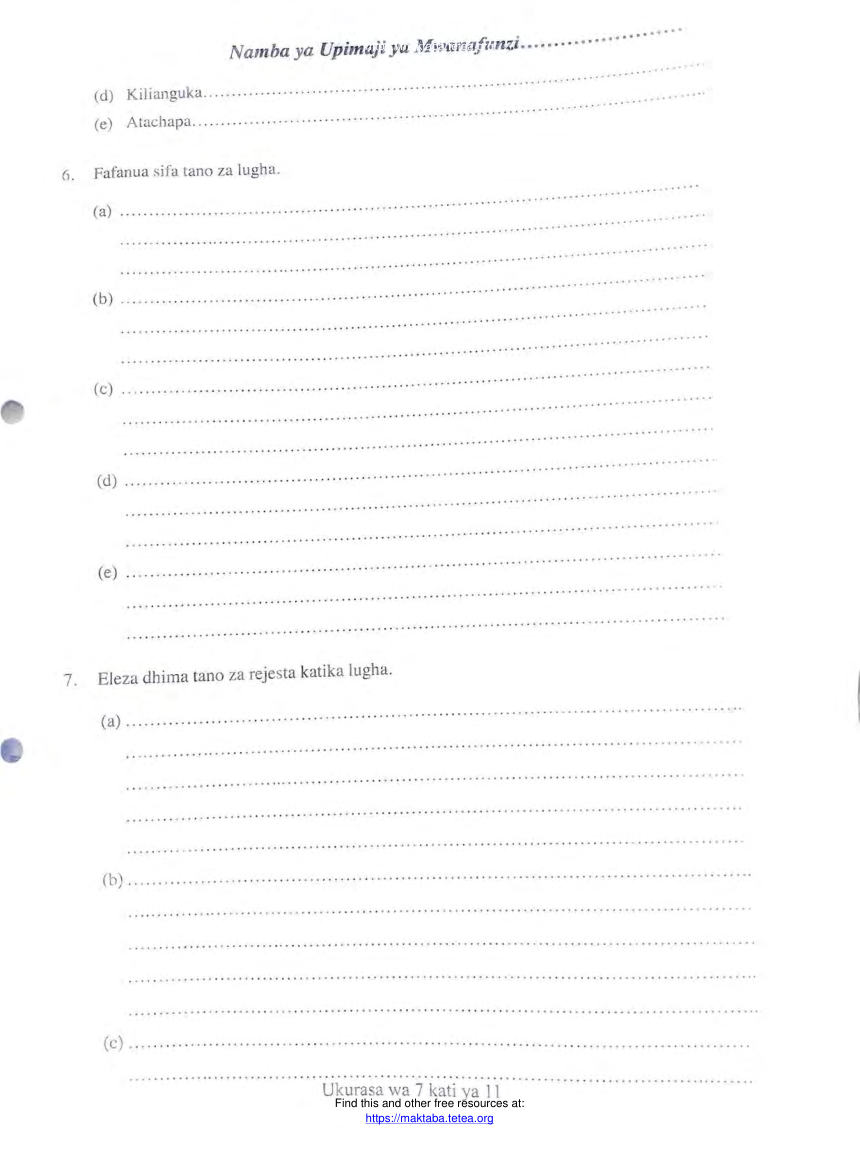 Namba ya Upimaji ya Mwanafunzi..............................
(d) Kilianguka..............................................................................
(e) Atachapa................................................................................
6. Fafanua sifa tano za lugha.
(a) ..............................................................................
..............................................................................
..............................................................................
(b) ..............................................................................
..............................................................................
..............................................................................
(c) ..............................................................................
..............................................................................
..............................................................................
(d) ..............................................................................
..............................................................................
..............................................................................
(e) ..............................................................................
..............................................................................
..............................................................................
7. Eleza dhima tano za rejesta katika lugha.
(a) ..............................................................................
..............................................................................
..............................................................................
..............................................................................
..............................................................................
(b) ..............................................................................
..............................................................................
..............................................................................
..............................................................................
..............................................................................
(c) ..............................................................................
..............................................................................
Ukurasa wa 7 kati ya 11
Find this and other free resources at:
https://maktaba.tetea.org